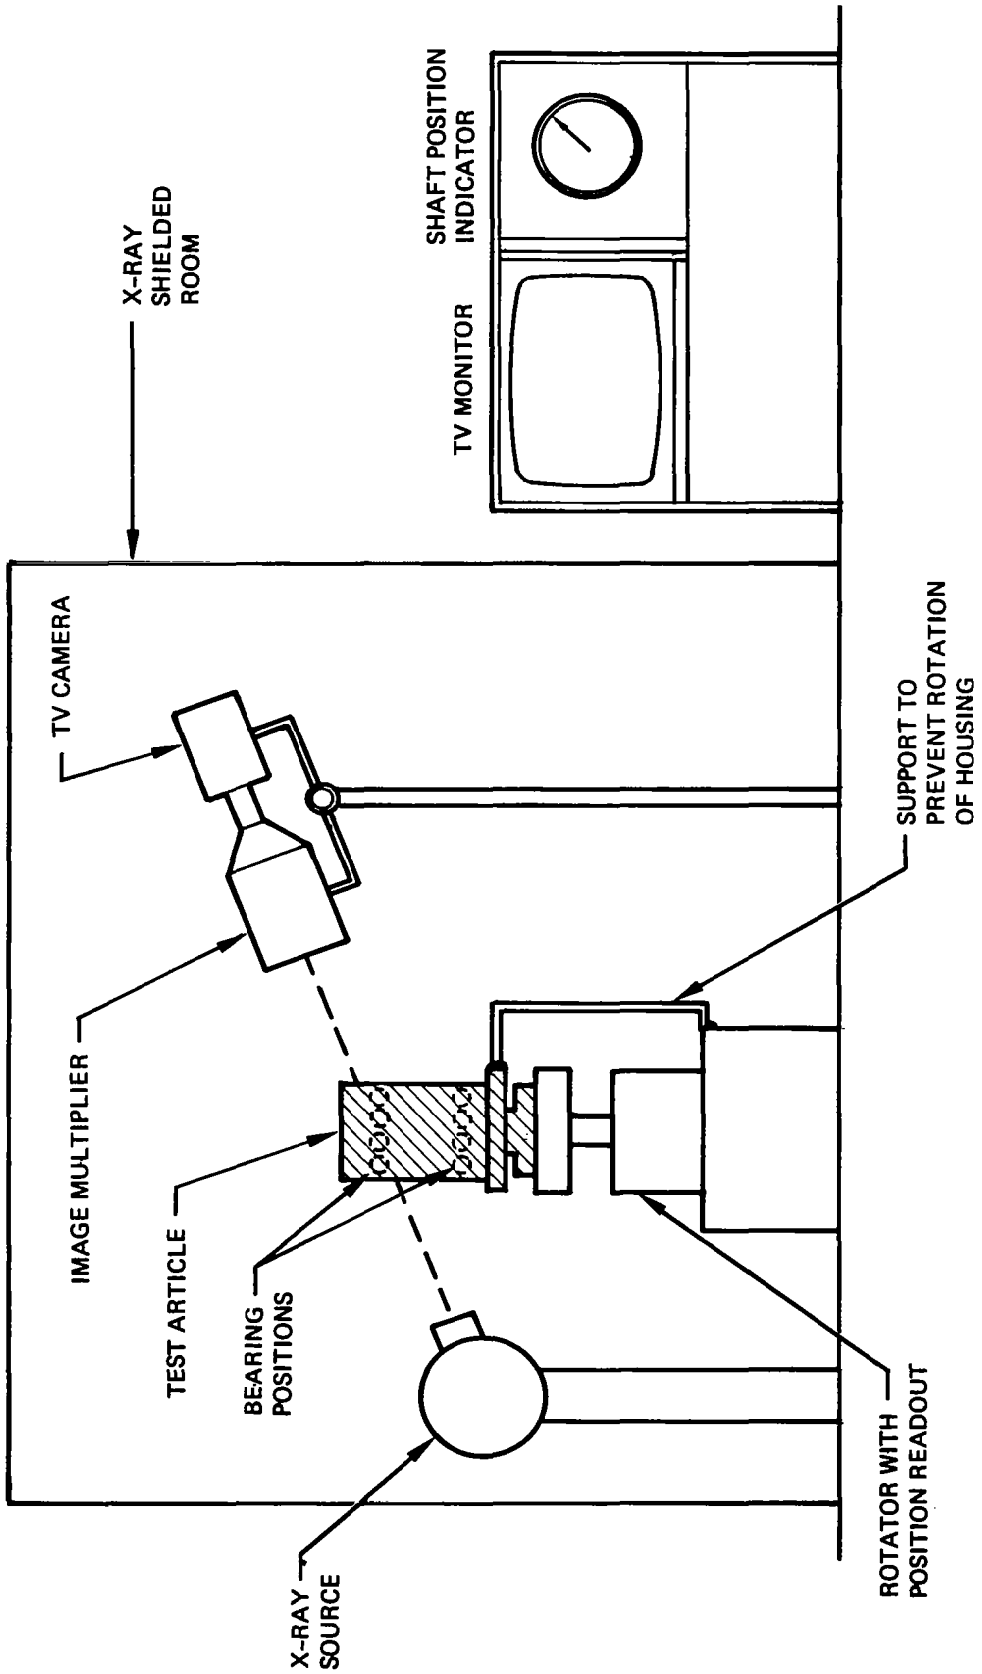 X-RAY
SHIELDED
ROOM
TV CAMERA
IMAGE MULTIPLIER
TEST ARTICLE
BEARING
POSITIONS
X-RAY
SOURCE
SHAFT POSITION
INDICATOR
TV MONITOR
SUPPORT TO
PREVENT ROTATION
OF HOUSING
ROTATOR WITH
POSITION READOUT